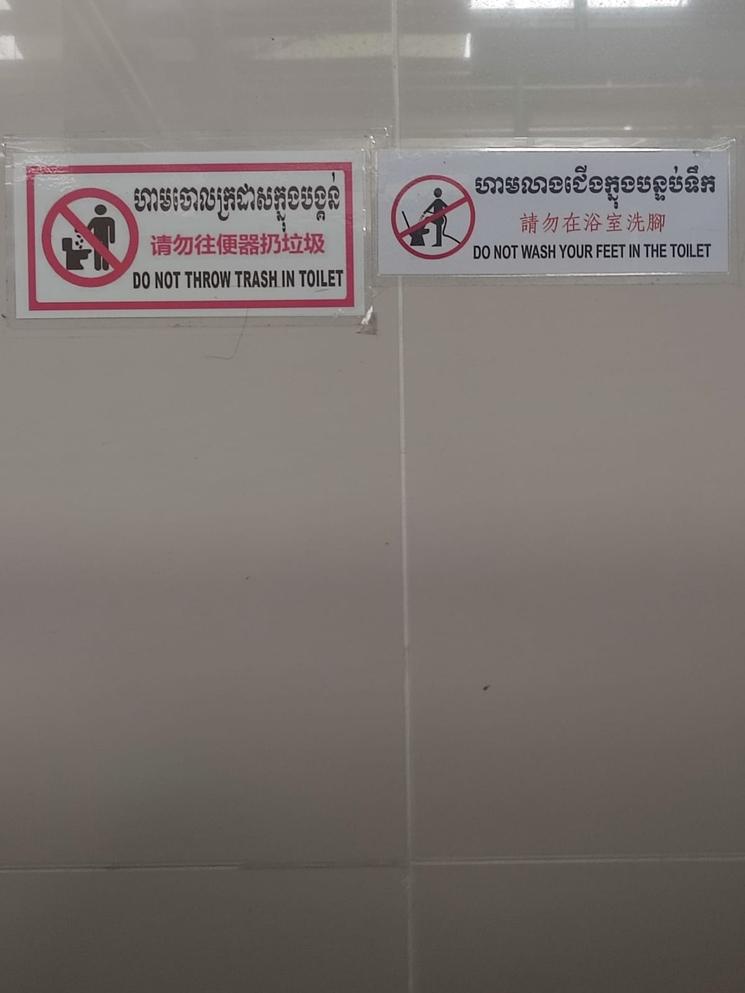 ហាមចោលក្រដាសក្នុងបង្គន់
请勿往便器扔垃圾
DO NOT THROW TRASH IN TOILET
ហាមលាងជើងក្នុងបន្ទប់ទឹក
請勿在浴室洗腳
DO NOT WASH YOUR FEET IN THE TOILET